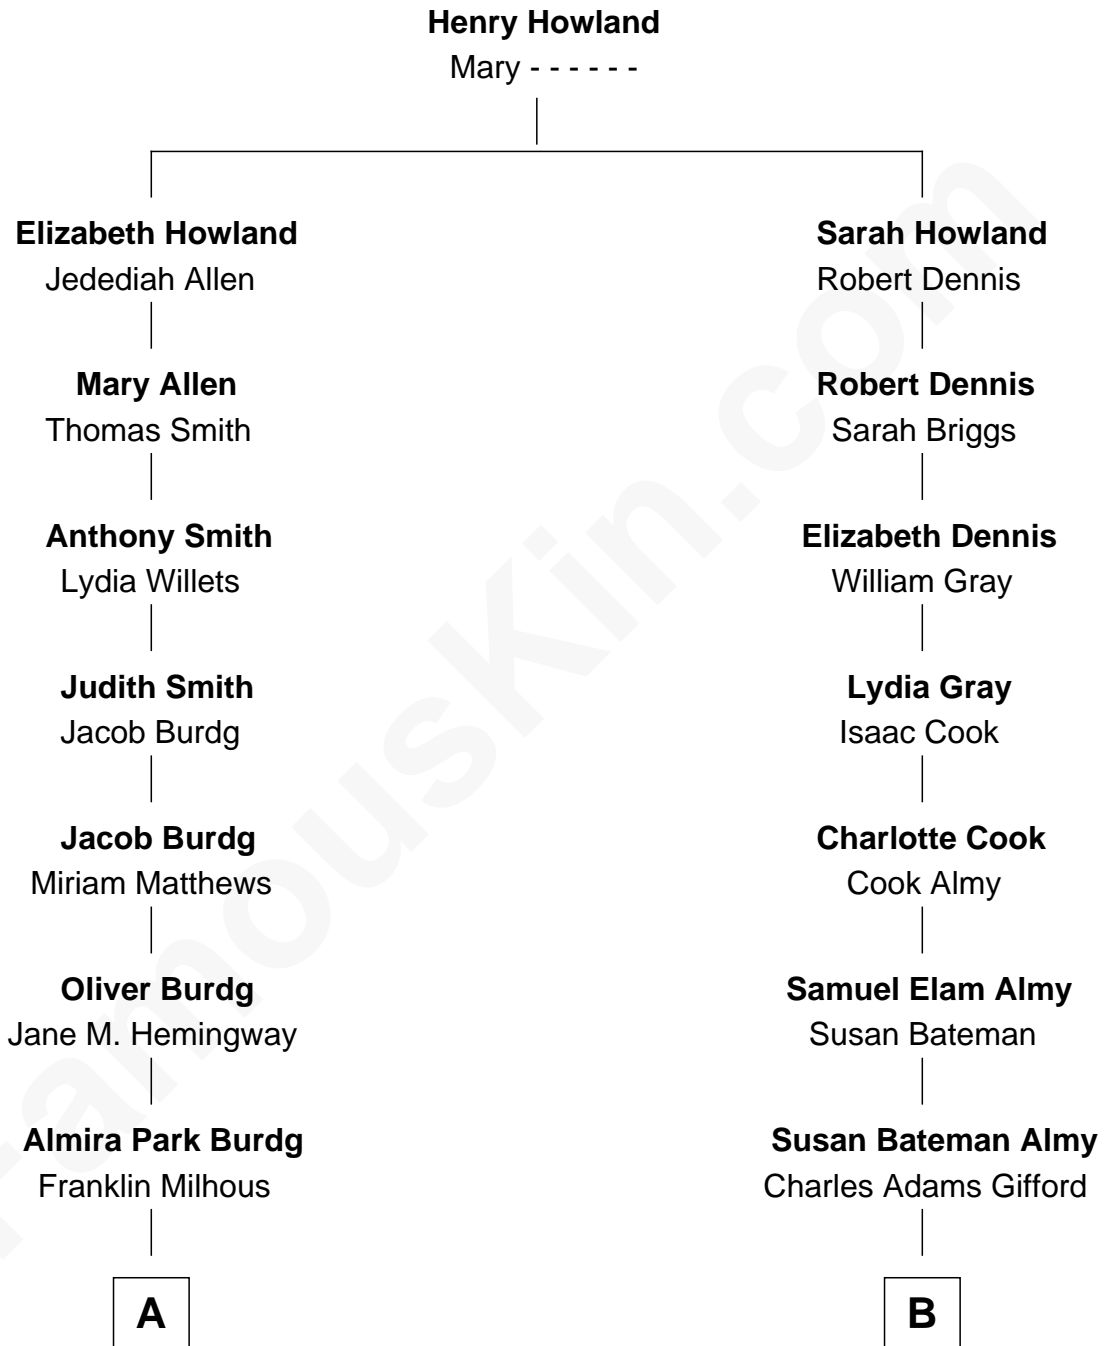 Henry Howland
Mary - - - - - -
Elizabeth Howland
Jedediah Allen
Mary Allen
Thomas Smith
Anthony Smith
Lydia Willets
Judith Smith
Jacob Burdg
Jacob Burdg
Miriam Matthews
Oliver Burdg
Jane M. Hemingway
Almira Park Burdg
Franklin Milhous
A
Sarah Howland
Robert Dennis
Robert Dennis
Sarah Briggs
Elizabeth Dennis
William Gray
Lydia Gray
Isaac Cook
Charlotte Cook
Cook Almy
Samuel Elam Almy
Susan Bateman
Susan Bateman Almy
Charles Adams Gifford
B
FamousKin.com